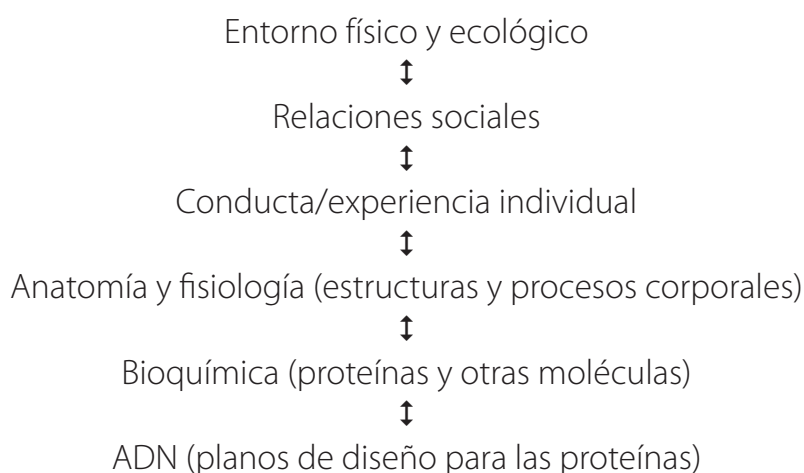 Entorno físico y ecológico
↕
Relaciones sociales
↕
Conducta/experiencia individual
↕
Anatomía y fisiología (estructuras y procesos corporales)
↕
Bioquímica (proteínas y otras moléculas)
↕
ADN (planos de diseño para las proteínas)